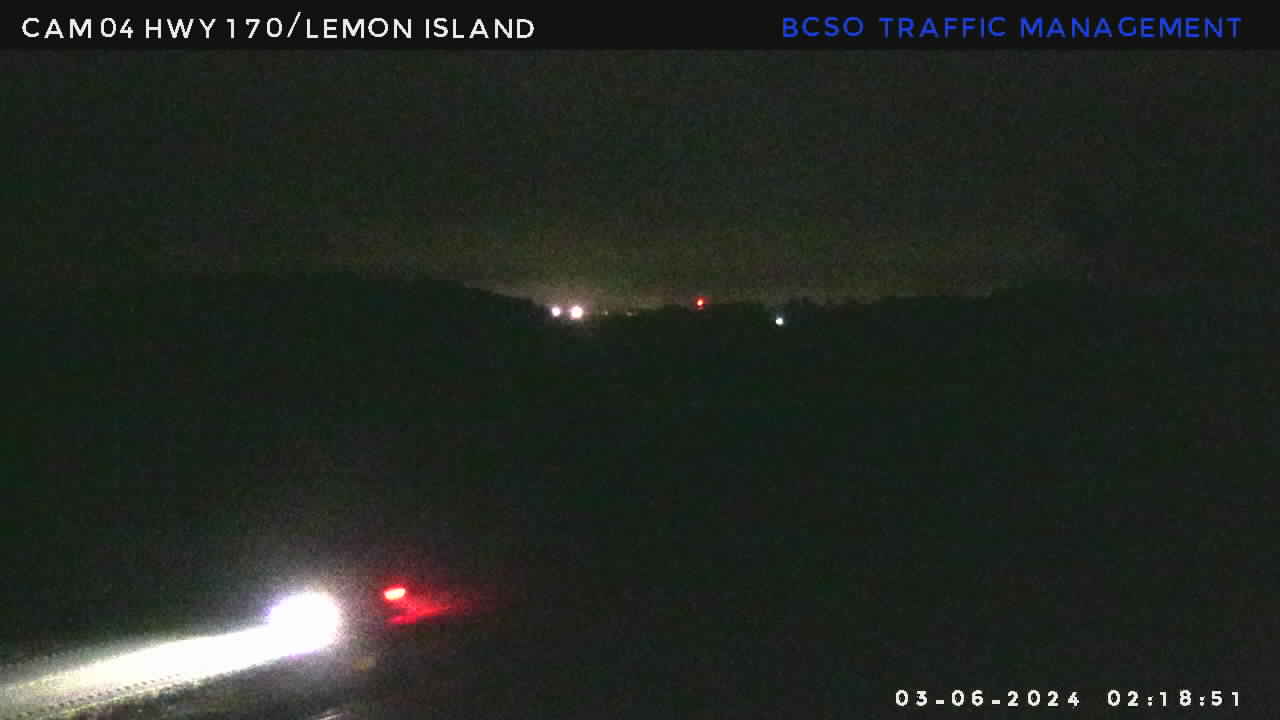 CAM04 HWY 170/LEMON ISLAND
BCSO TRAFFIC MANAGEMENT
03-06-2024 02:18:51